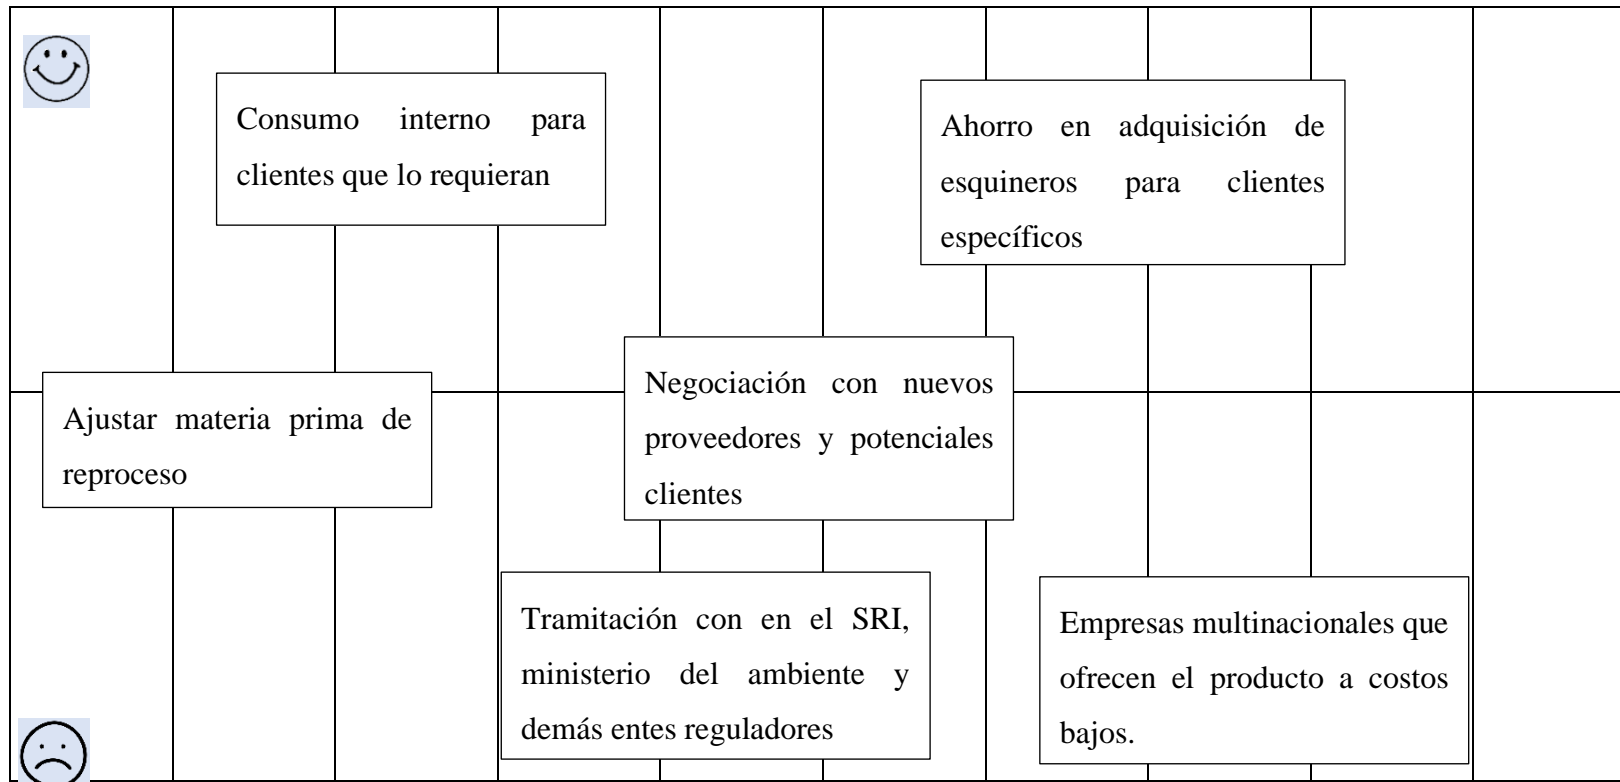 Consumo interno para
clientes que lo requieran
Ahorro en adquisición de
esquineros para clientes
específicos
Ajustar materia prima de
reproceso
Negociación con nuevos
proveedores y potenciales
clientes
Tramitación con en el SRI,
ministerio del ambiente y
demás entes reguladores
Empresas multinacionales que
ofrecen el producto a costos
bajos.